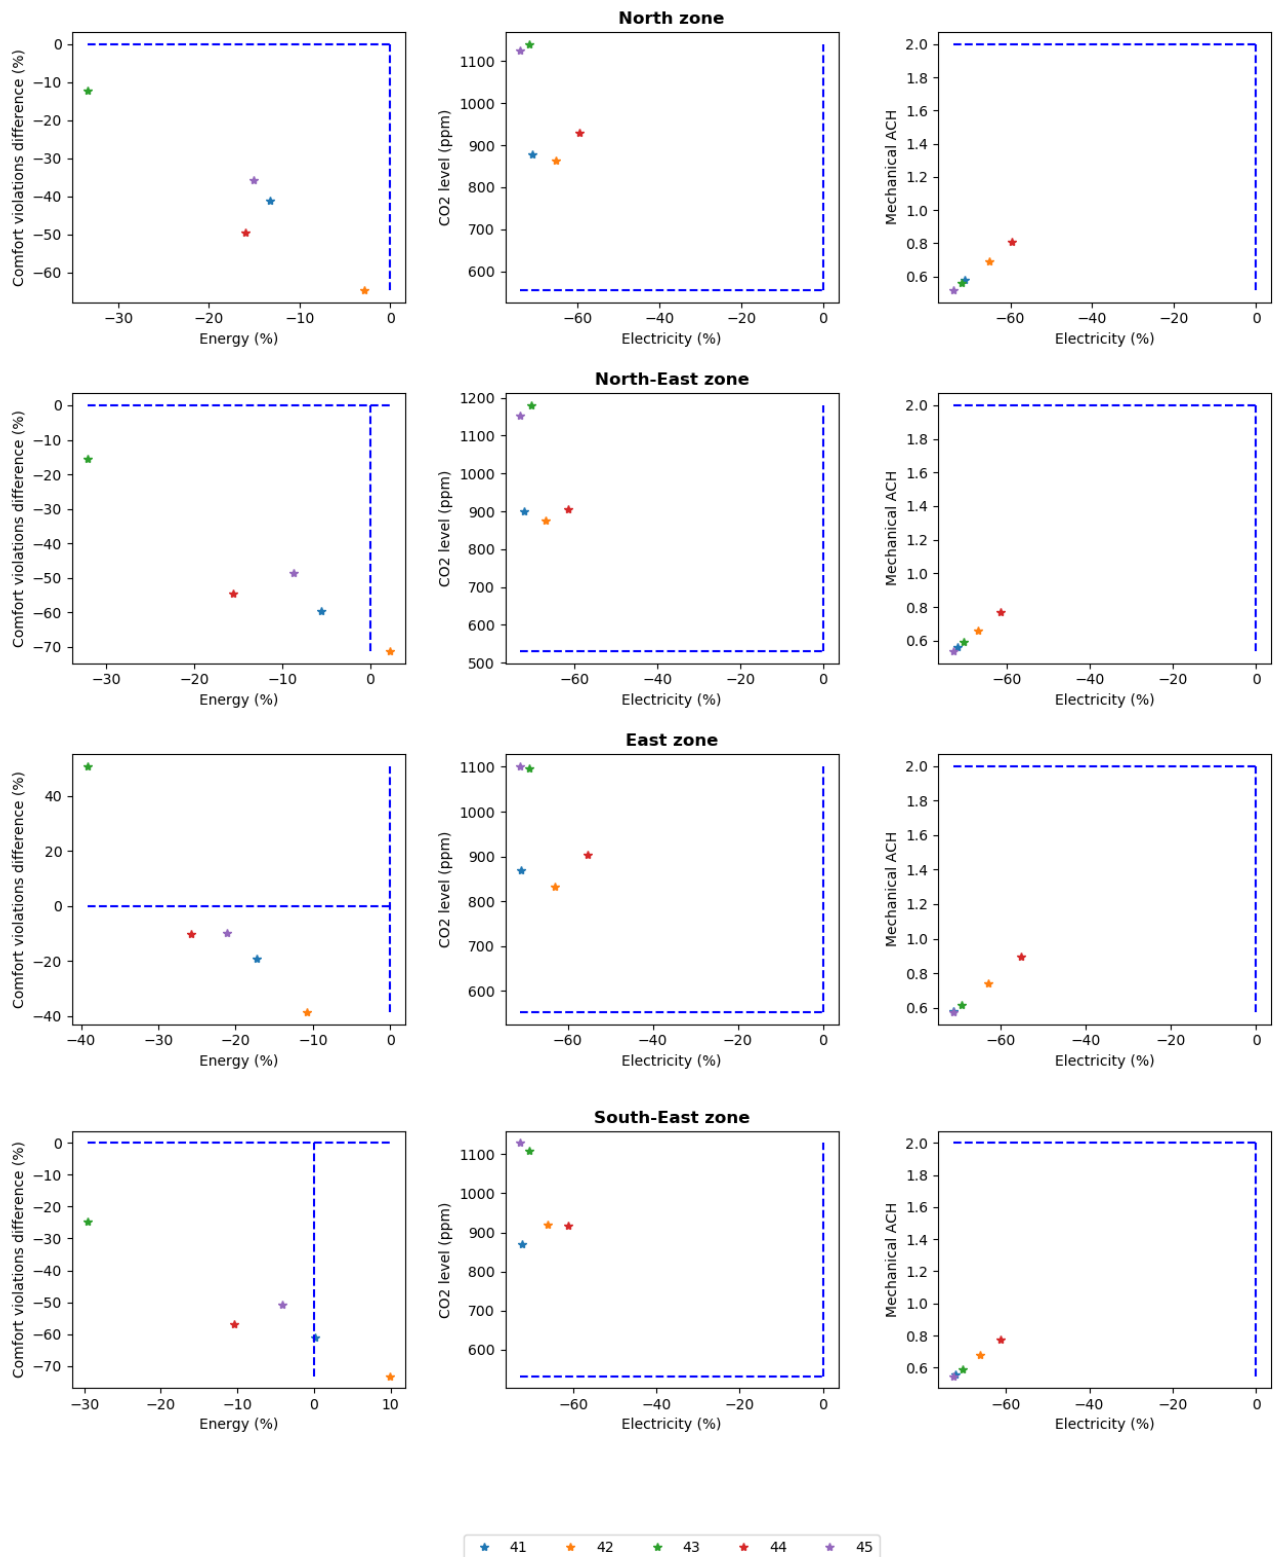 North zone
0
−10
−20
−30
−40
−50
−60
Comfort violations difference (%)
−30 −20 −10 0
Energy (%)
1100
1000
900
800
700
600
CO2 level (ppm)
−60 −40 −20 0
Electricity (%)
2.0
1.8
1.6
1.4
1.2
1.0
0.8
0.6
Mechanical ACH
−60 −40 −20 0
Electricity (%)
North-East zone
0
−10
−20
−30
−40
−50
−60
−70
Comfort violations difference (%)
−30 −20 −10 0
Energy (%)
1200
1100
1000
900
800
700
600
500
CO2 level (ppm)
−60 −40 −20 0
Electricity (%)
2.0
1.8
1.6
1.4
1.2
1.0
0.8
0.6
Mechanical ACH
−60 −40 −20 0
Electricity (%)
East zone
40
20
0
−20
−40
Comfort violations difference (%)
−40 −30 −20 −10 0
Energy (%)
1100
1000
900
800
700
600
CO2 level (ppm)
−60 −40 −20 0
Electricity (%)
2.0
1.8
1.6
1.4
1.2
1.0
0.8
0.6
Mechanical ACH
−60 −40 −20 0
Electricity (%)
South-East zone
0
−10
−20
−30
−40
−50
−60
−70
Comfort violations difference (%)
−30 −20 −10 0 10
Energy (%)
1100
1000
900
800
700
600
CO2 level (ppm)
−60 −40 −20 0
Electricity (%)
2.0
1.8
1.6
1.4
1.2
1.0
0.8
0.6
Mechanical ACH
−60 −40 −20 0
Electricity (%)
41 42 43 44 45